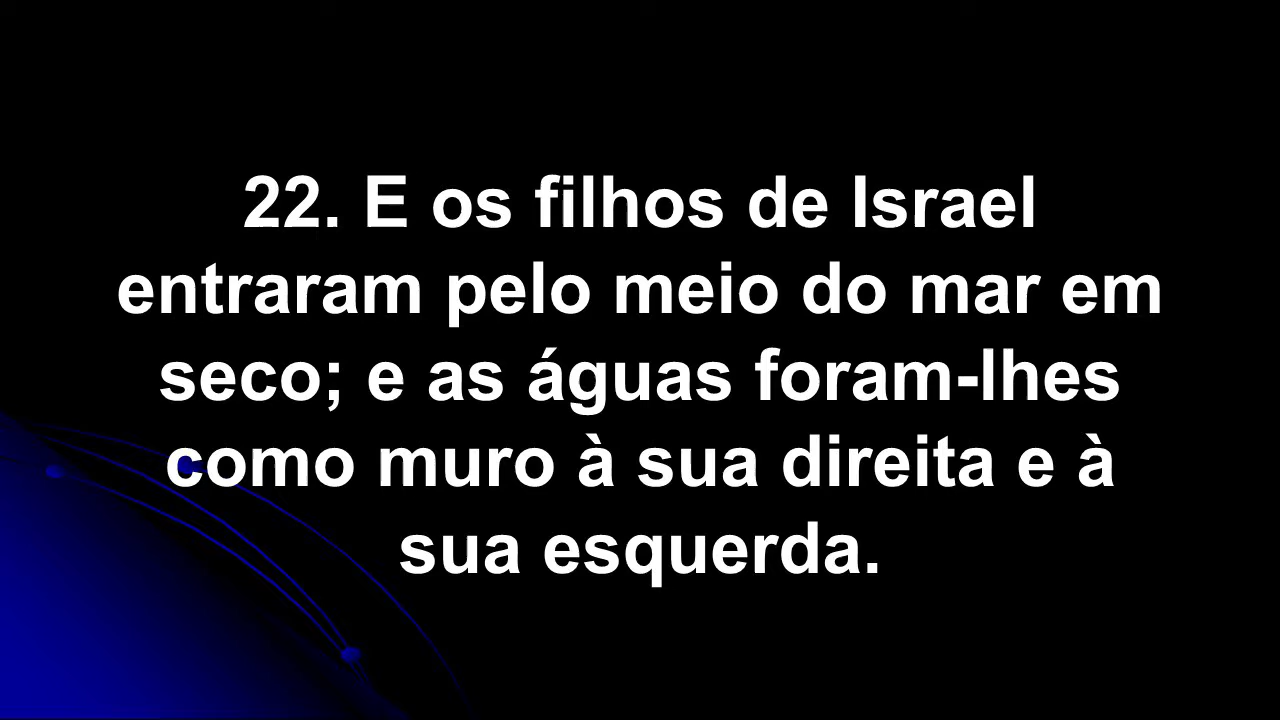 22. E os filhos de Israel
entraram pelo meio do mar em
seco; e as águas foram-lhes
como muro à sua direita e à
sua esquerda.